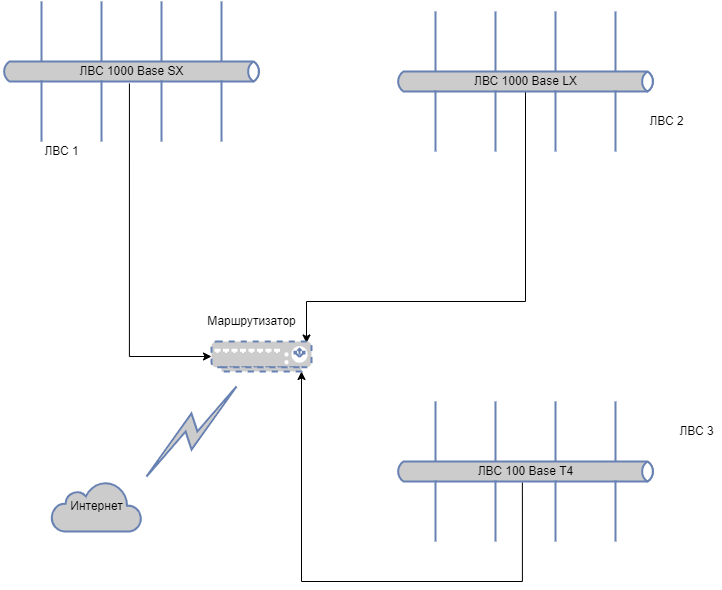 ЛВС 1000 Base SX
ЛВС 1000 Base LX
ЛВС 2
ЛВС 1
Маршрутизатор
ЛВС 3
ЛВС 100 Base T4
Интернет